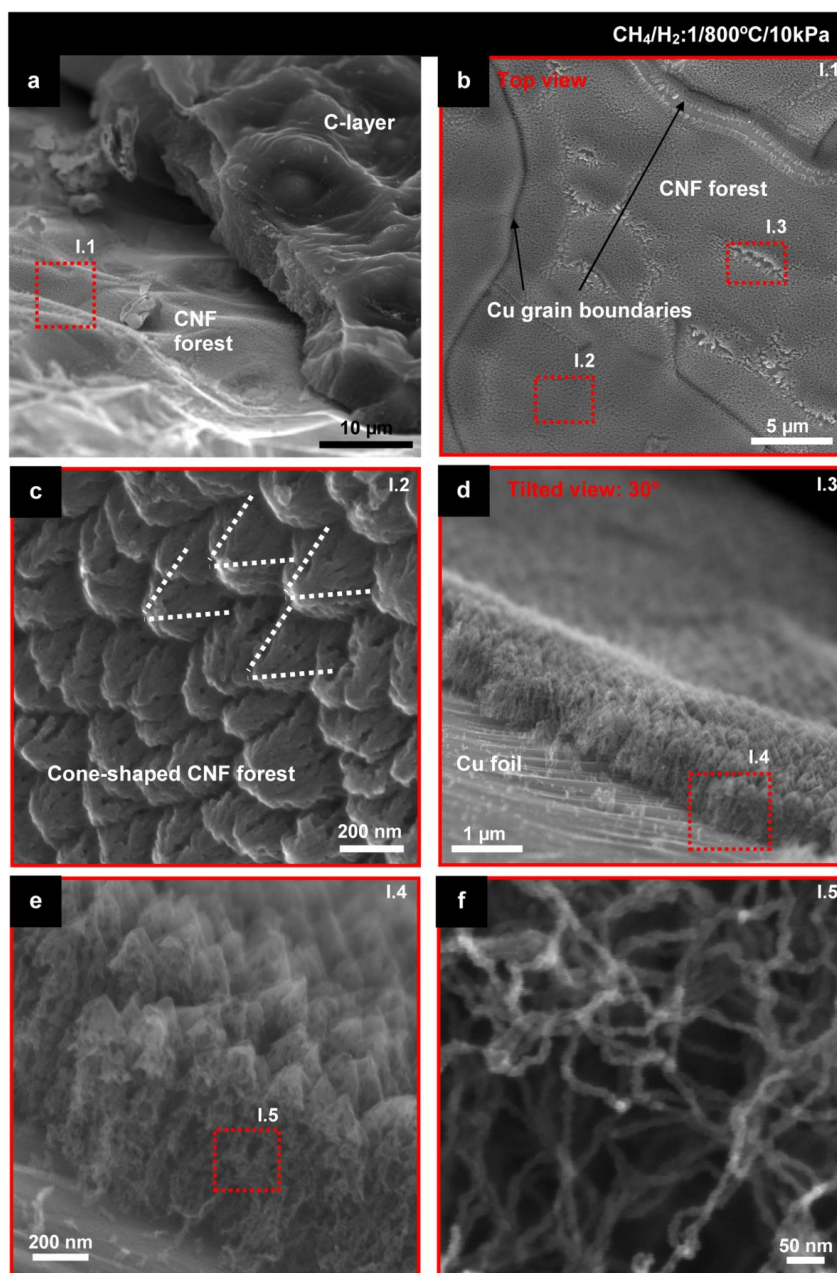 CH₄/H₂:1/800ºC/10kPa
a
C-layer
I.1
CNF
forest
10 µm
b
Top view
I.1
CNF forest
I.3
Cu grain boundaries
I.2
5 µm
c
I.2
Cone-shaped CNF forest
200 nm
d
Tilted view: 30º
I.3
Cu foil
I.4
1 µm
e
I.4
I.5
200 nm
f
I.5
50 nm